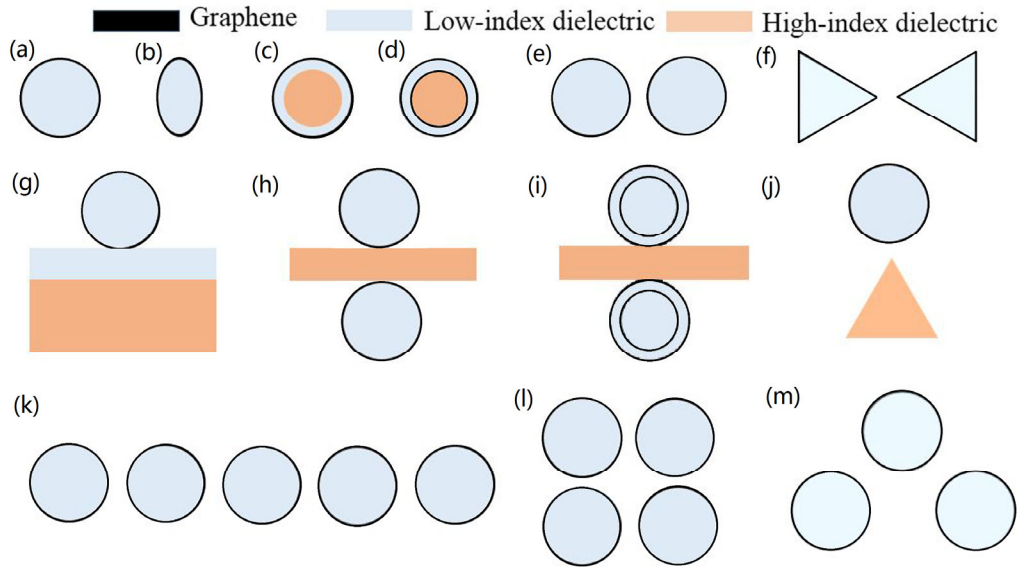 Graphene Low-index dielectric High-index dielectric
(a) (b) (c) (d) (e) (f)
(g) (h) (i) (j)
(k) (l) (m)